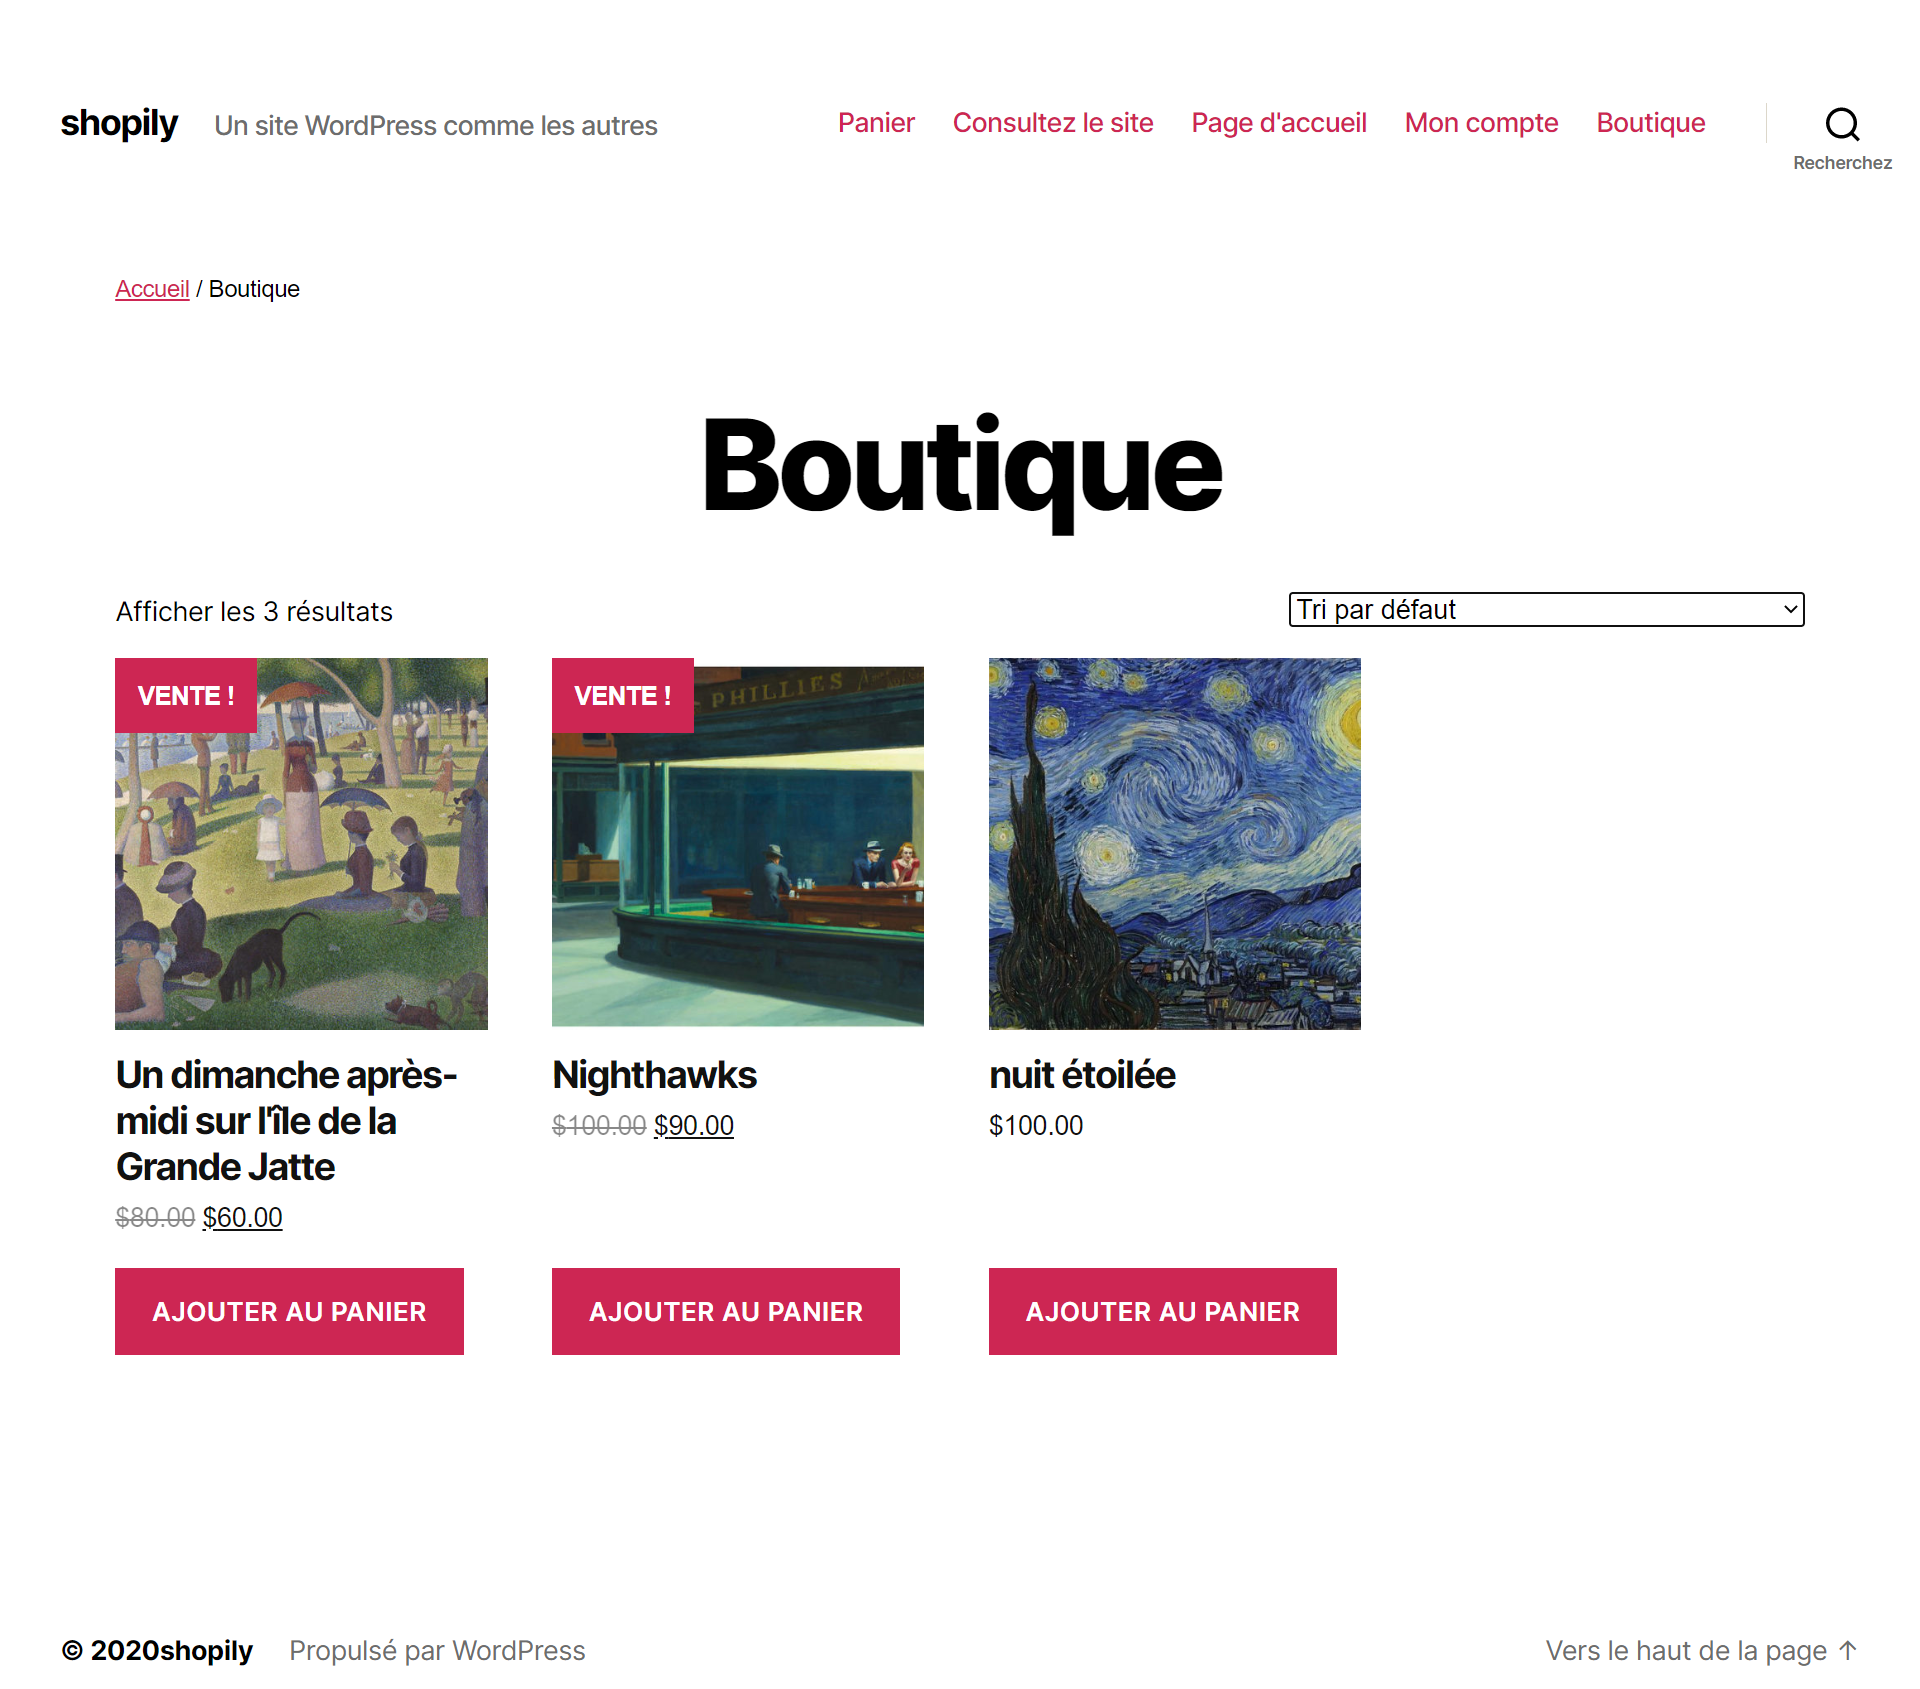 shopily
Un site WordPress comme les autres
Panier
Consultez le site
Page d'accueil
Mon compte
Boutique
Recherchez
Accueil / Boutique
Boutique
Afficher les 3 résultats
Tri par défaut
VENTE !
VENTE !
PHILLIES
Un dimanche après-
midi sur l'île de la
Grande Jatte
$80.00 $60.00
AJOUTER AU PANIER
Nighthawks
$100.00 $90.00
AJOUTER AU PANIER
nuit étoilée
$100.00
AJOUTER AU PANIER
© 2020shopily
Propulsé par WordPress
Vers le haut de la page ↑